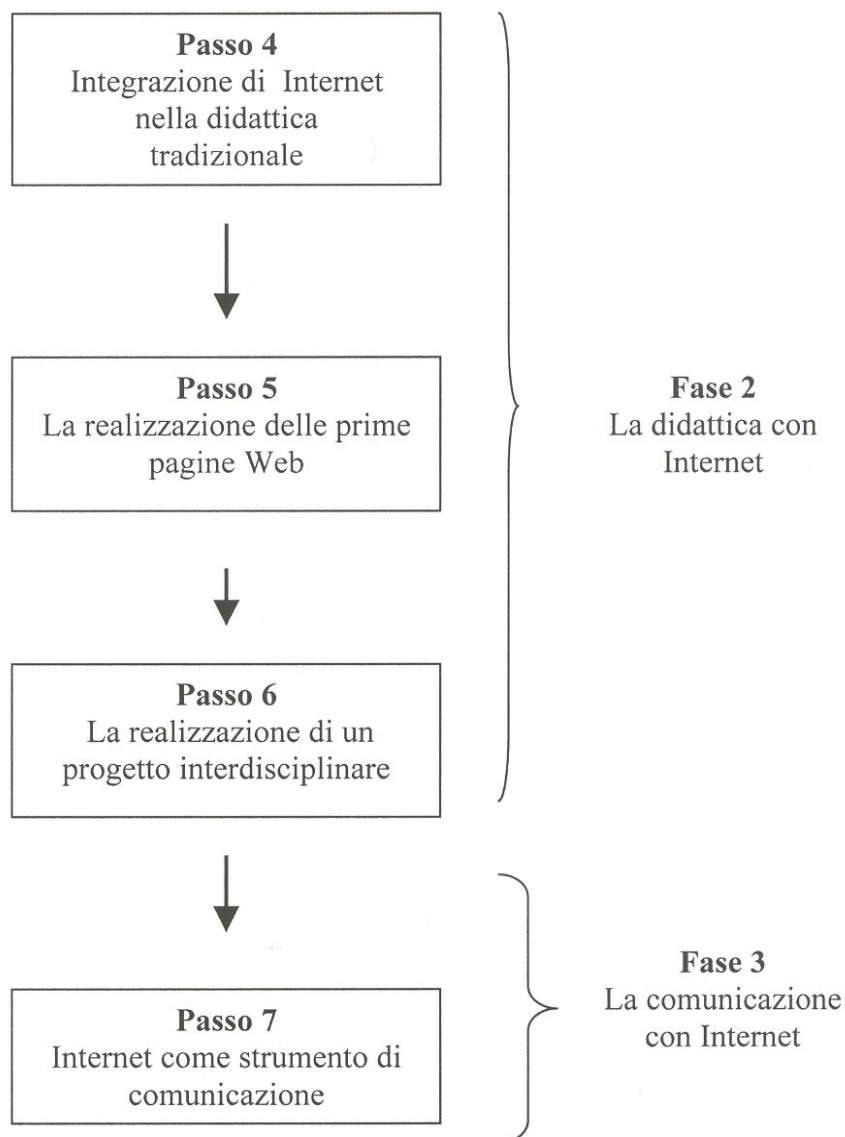 Passo 4
Integrazione di Internet
nella didattica
tradizionale
Passo 5
La realizzazione delle prime
pagine Web
Fase 2
La didattica con
Internet
Passo 6
La realizzazione di un
progetto interdisciplinare
Fase 3
La comunicazione
con Internet
Passo 7
Internet come strumento di
comunicazione